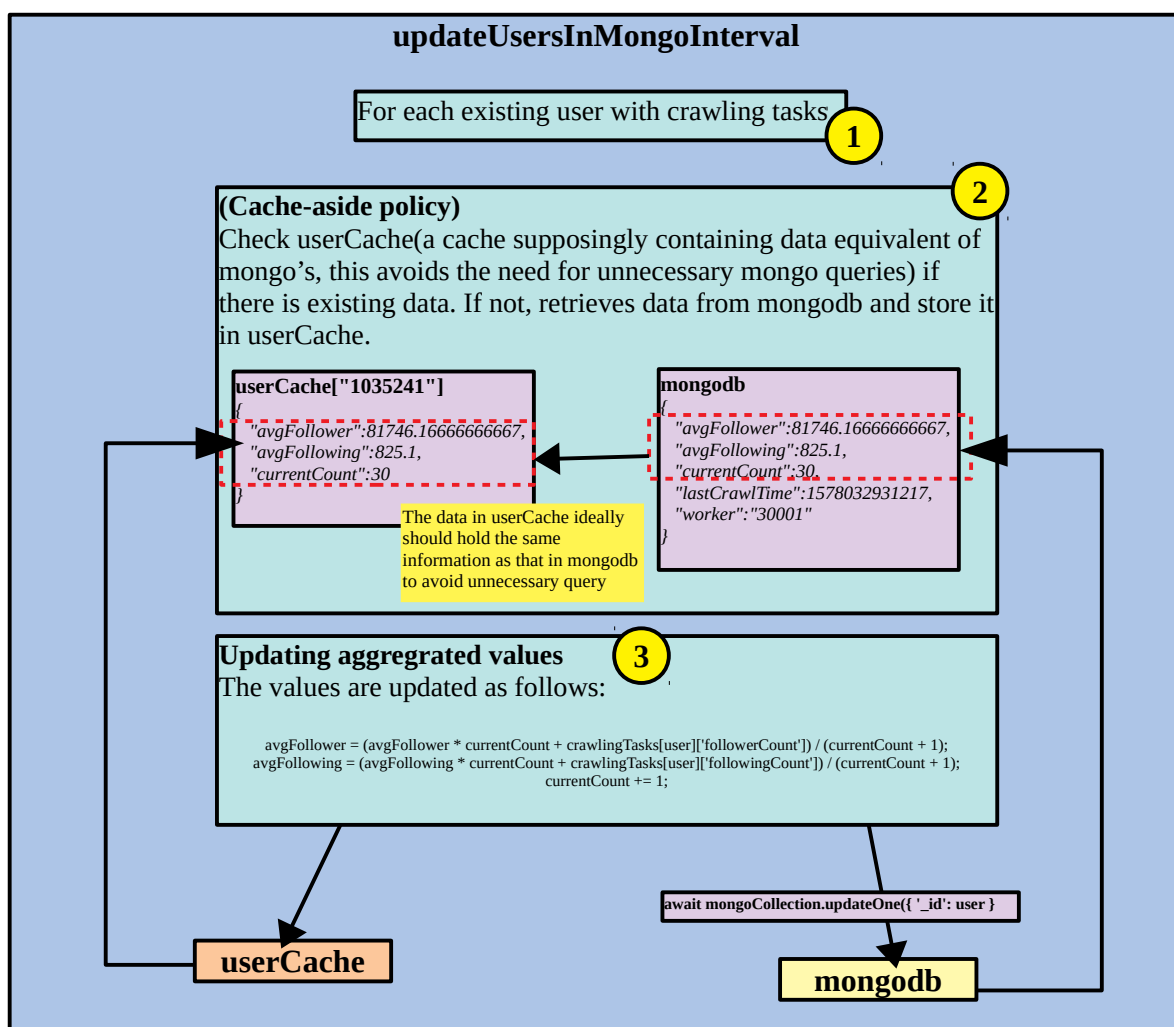 updateUsersInMongoInterval
For each existing user with crawling tasks
1
2
(Cache-aside policy)
Check userCache(a cache supposingly containing data equivalent of
mongo’s, this avoids the need for unnecessary mongo queries) if
there is existing data. If not, retrieves data from mongodb and store it
in userCache.
userCache["1035241"]
{
"avgFollower":81746.16666666667,
"avgFollowing":825.1,
"currentCount":30
}
mongodb
{
"avgFollower":81746.16666666667,
"avgFollowing":825.1,
"currentCount":30,
"lastCrawlTime":1578032931217,
"worker":"30001"
}
The data in userCache ideally
should hold the same
information as that in mongodb
to avoid unnecessary query
3
Updating aggregrated values
The values are updated as follows:
avgFollower = (avgFollower * currentCount + crawlingTasks[user]['followerCount']) / (currentCount + 1);
avgFollowing = (avgFollowing * currentCount + crawlingTasks[user]['followingCount']) / (currentCount + 1);
currentCount += 1;
await mongoCollection.updateOne({ '_id': user }
userCache
mongodb